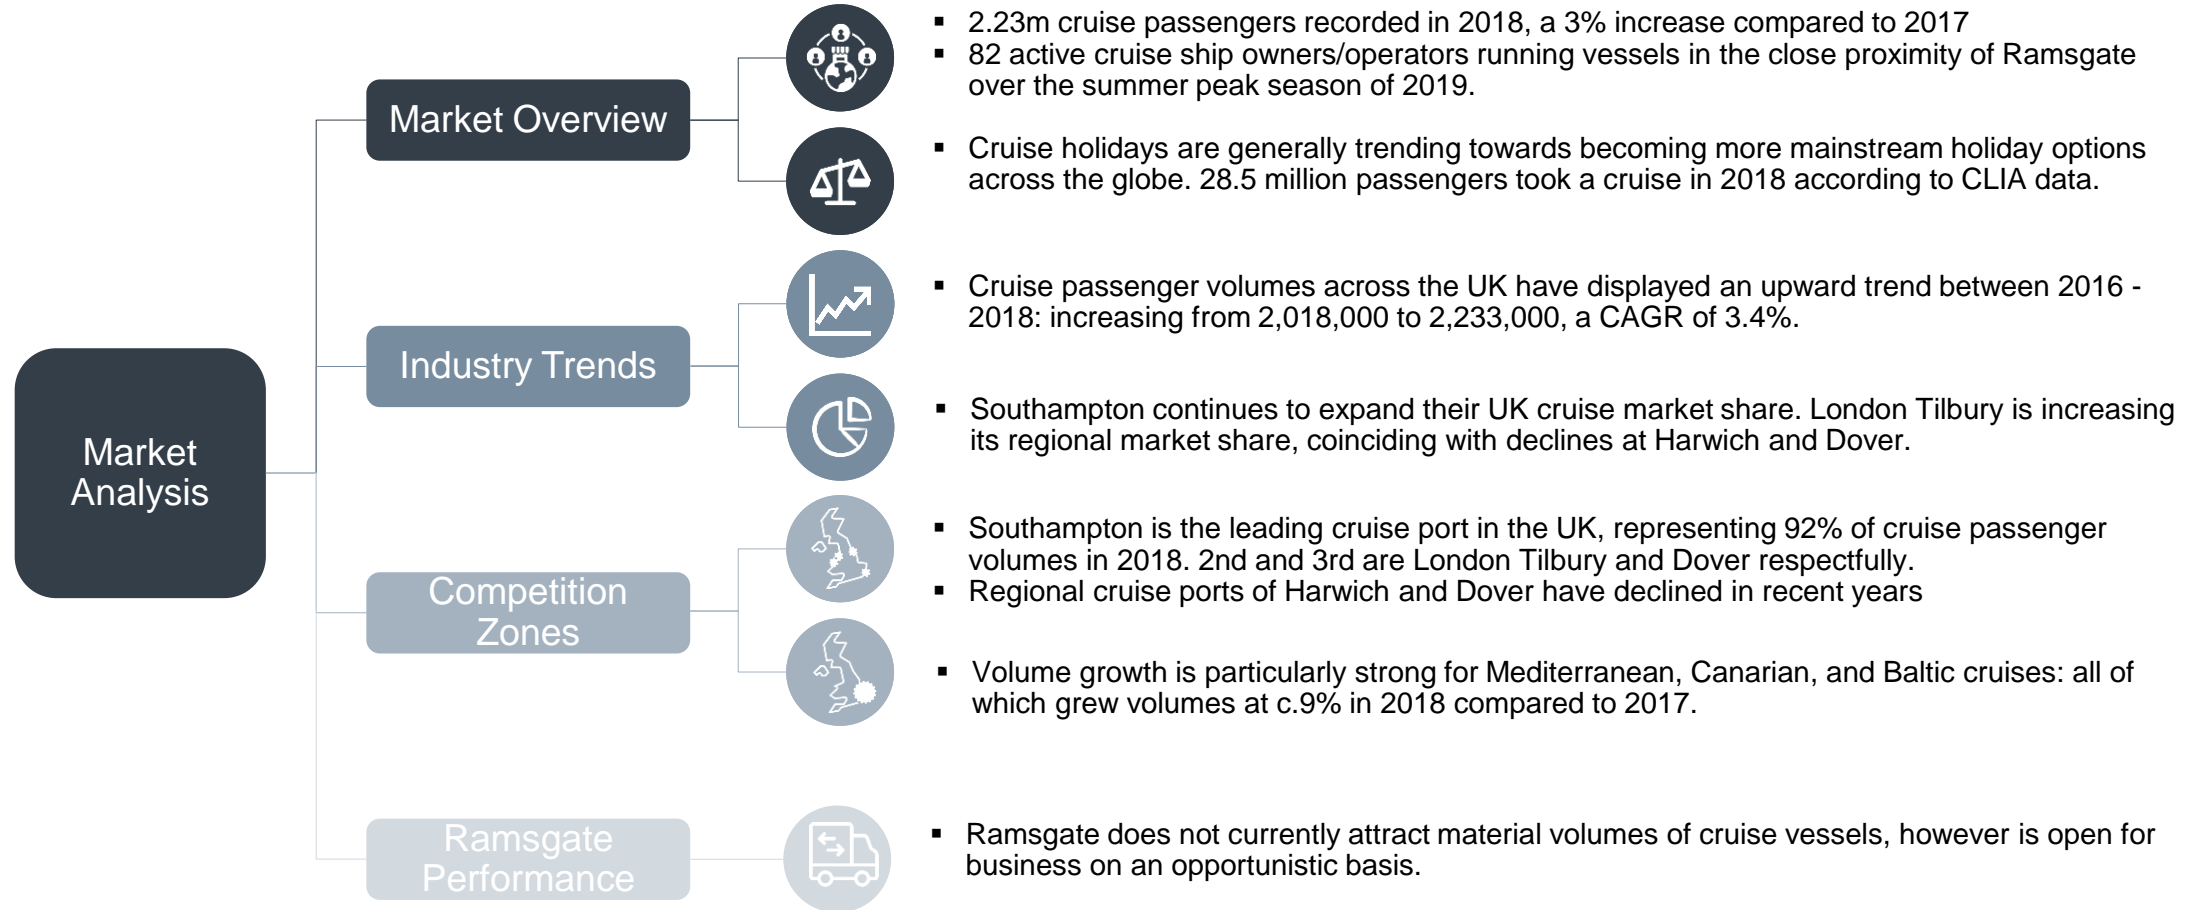 Market
Analysis
Market Overview
▪ 2.23m cruise passengers recorded in 2018, a 3% increase compared to 2017
▪ 82 active cruise ship owners/operators running vessels in the close proximity of Ramsgate
over the summer peak season of 2019.
▪ Cruise holidays are generally trending towards becoming more mainstream holiday options
across the globe. 28.5 million passengers took a cruise in 2018 according to CLIA data.
Industry Trends
▪ Cruise passenger volumes across the UK have displayed an upward trend between 2016 -
2018: increasing from 2,018,000 to 2,233,000, a CAGR of 3.4%.
▪ Southampton continues to expand their UK cruise market share. London Tilbury is increasing
its regional market share, coinciding with declines at Harwich and Dover.
Competition
Zones
▪ Southampton is the leading cruise port in the UK, representing 92% of cruise passenger
volumes in 2018. 2nd and 3rd are London Tilbury and Dover respectfully.
▪ Regional cruise ports of Harwich and Dover have declined in recent years
▪ Volume growth is particularly strong for Mediterranean, Canarian, and Baltic cruises: all of
which grew volumes at c.9% in 2018 compared to 2017.
Ramsgate
Performance
▪ Ramsgate does not currently attract material volumes of cruise vessels, however is open for
business on an opportunistic basis.